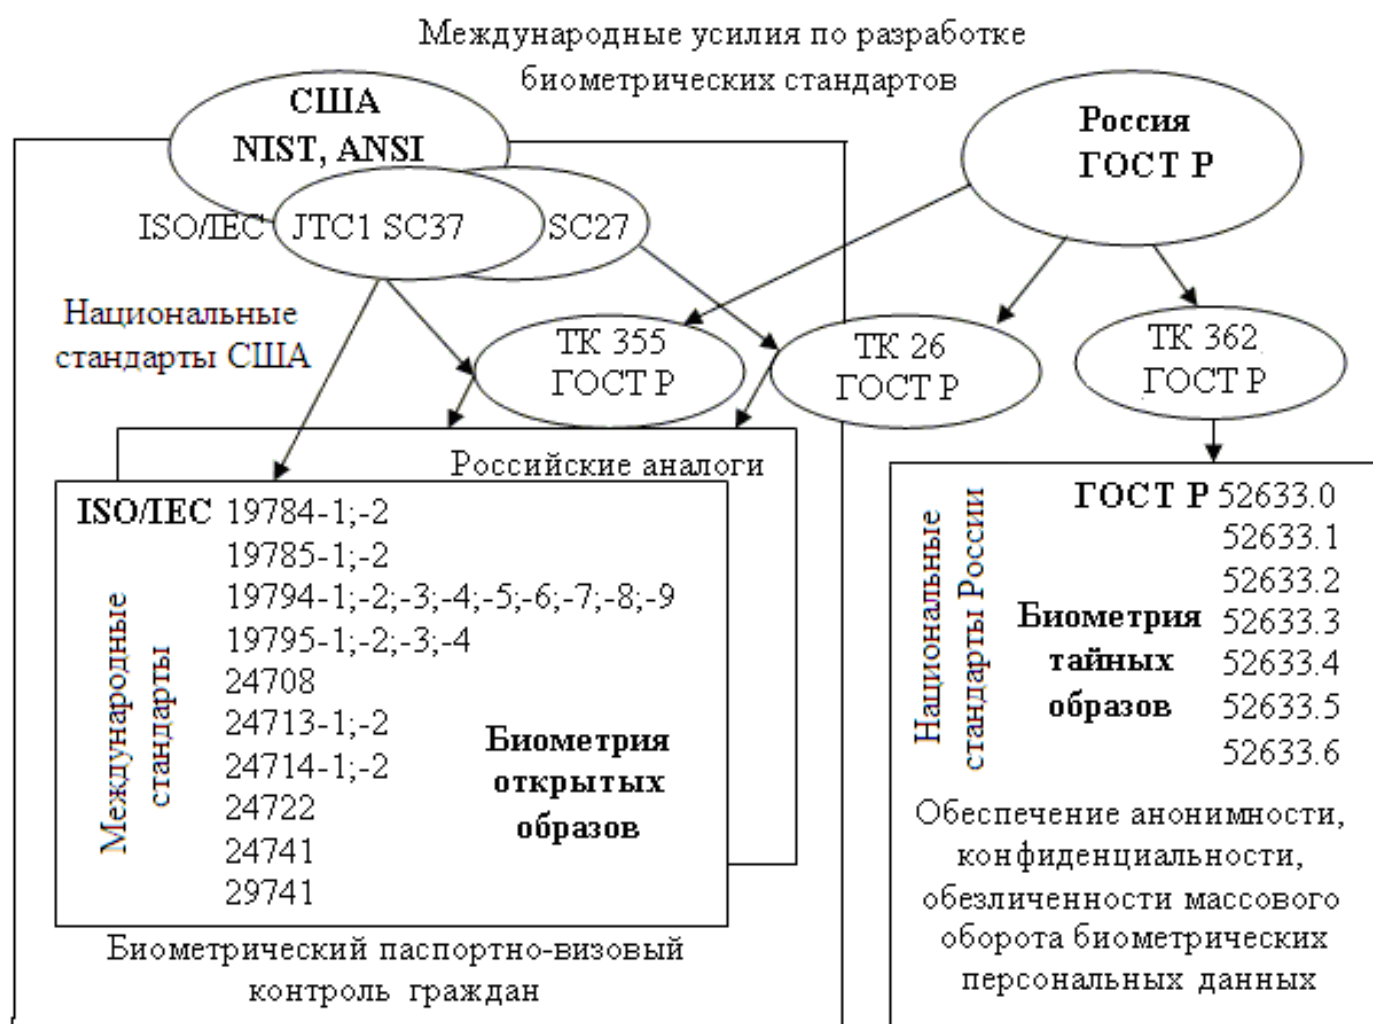 Международные усилия по разработке
биометрических стандартов
США
NIST, ANSI
Россия
ГОСТ Р
ISO/IEC
JTC1 SC37
SC27
Национальные
стандарты США
ТК 355
ГОСТ Р
ТК 26
ГОСТ Р
ТК 362
ГОСТ Р
Российские аналоги
ISO/IEC 19784-1;-2
19785-1;-2
19794-1;-2;-3;-4;-5;-6;-7;-8;-9
19795-1;-2;-3;-4
24708
24713-1;-2
24714-1;-2
24722
24741
29741
Международные
стандарты
Биометрия
открытых
образов
Биометрический паспортно-визовый
контроль граждан
Национальные
стандарты России
ГОСТ Р 52633.0
52633.1
52633.2
52633.3
52633.4
52633.5
52633.6
Биометрия
тайных
образов
Обеспечение анонимности,
конфиденциальности,
обезличенности массового
оборота биометрических
персональных данных